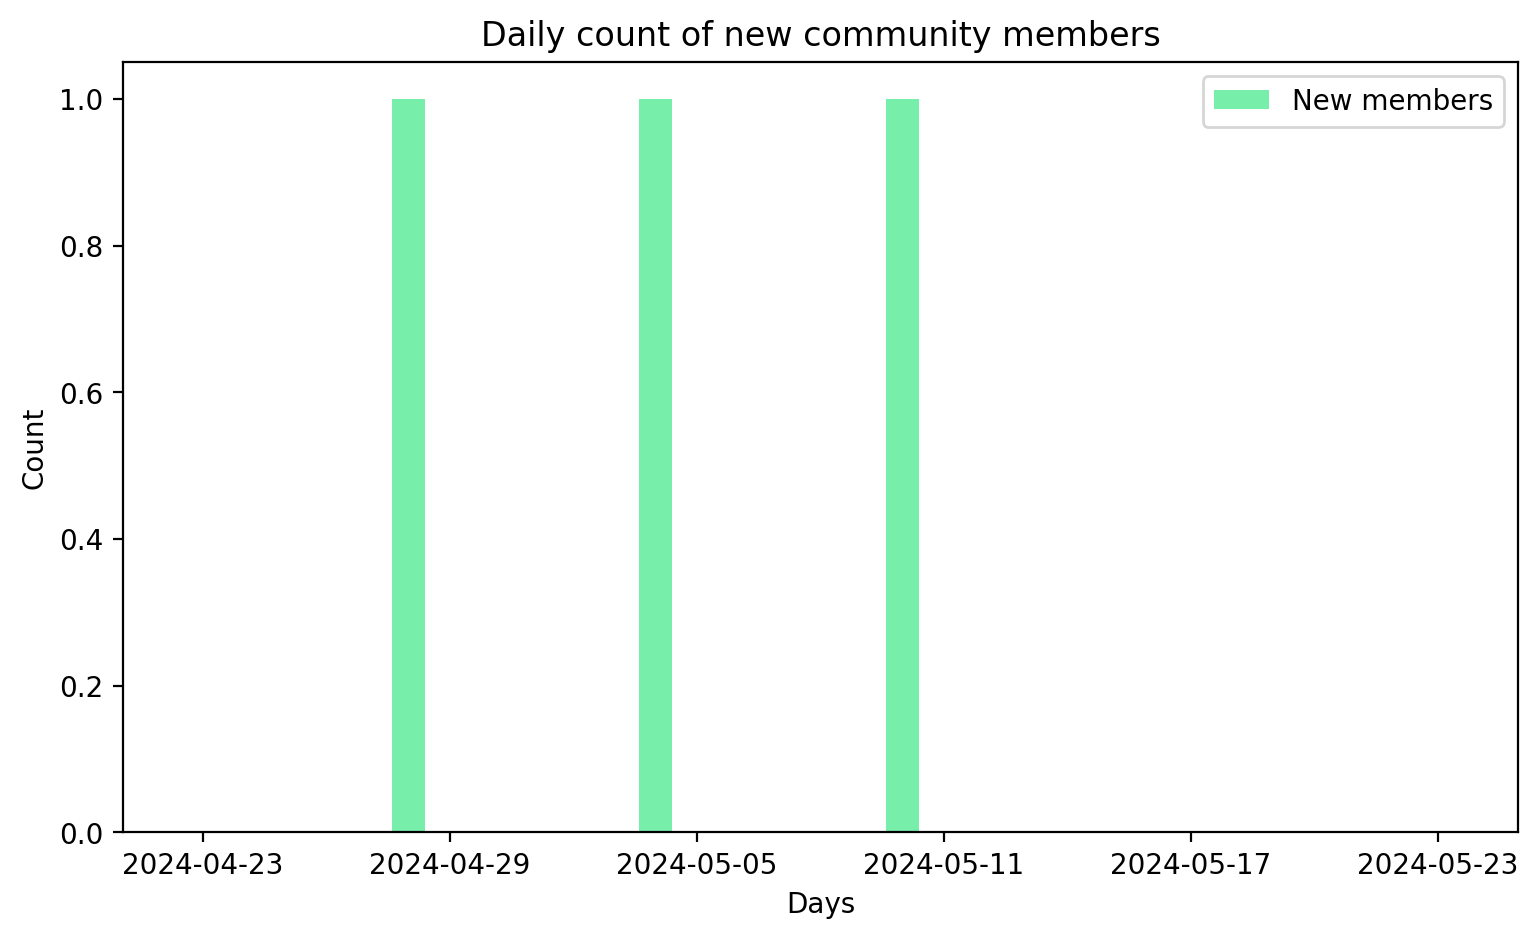 Daily count of new community members
New members
1.0
0.8
0.6
0.4
0.2
0.0
Count
2024-04-23 2024-04-29 2024-05-05 2024-05-11 2024-05-17 2024-05-23
Days